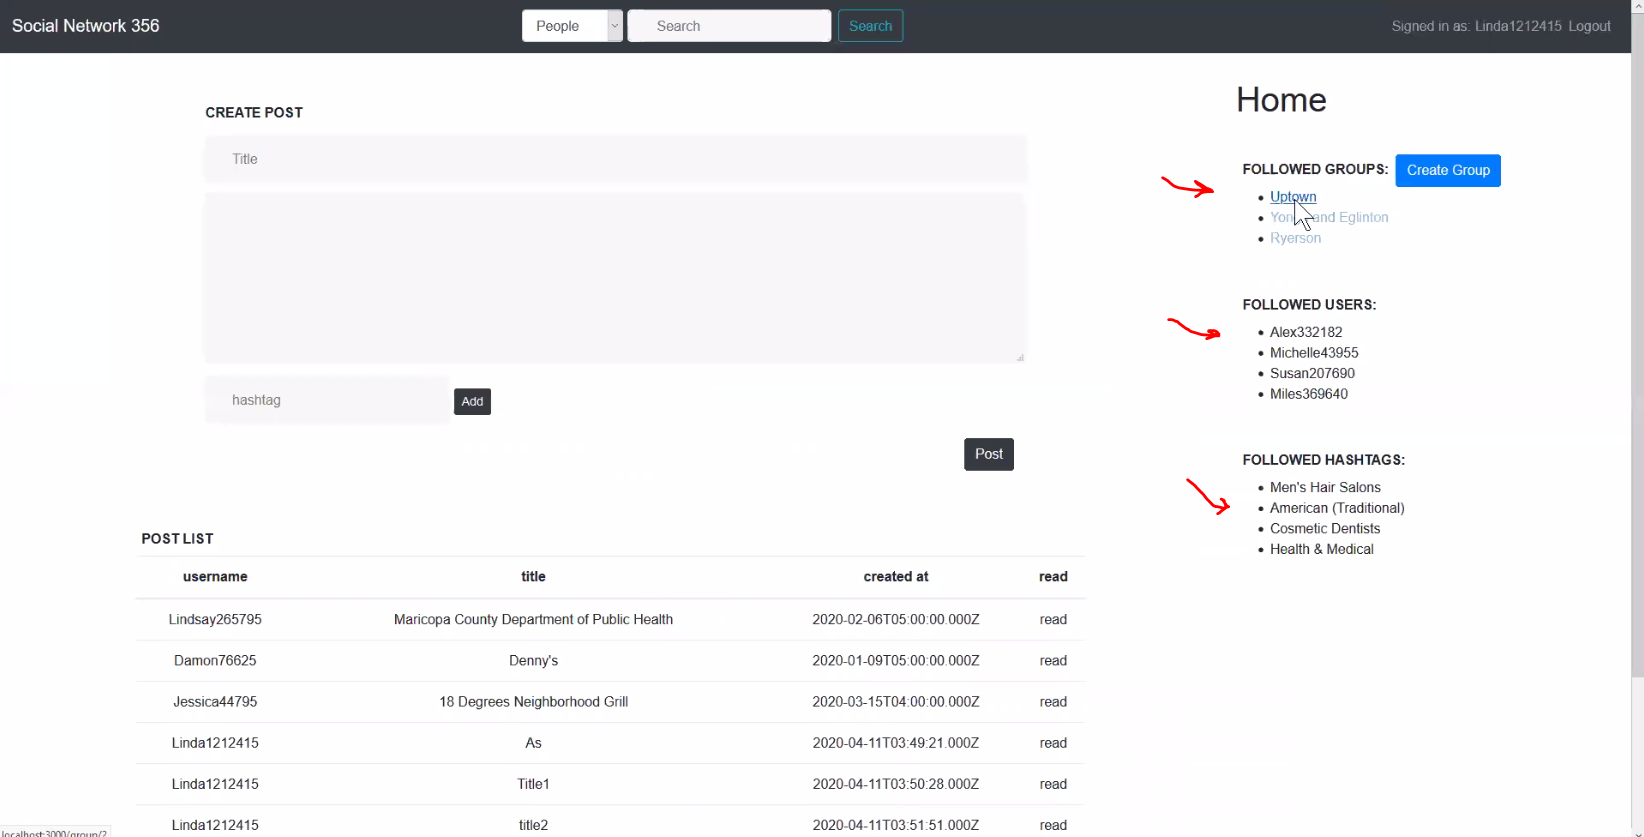 Social Network 356
People
Search
Search
Signed in as: Linda1212415 Logout
Home
CREATE POST
Title
hashtag
Add
Post
FOLLOWED GROUPS:
Create Group
Uptown
and Eglinton
Ryerson
FOLLOWED USERS:
Alex332182
Michelle43955
Susan207690
Miles369640
FOLLOWED HASHTAGS:
Men's Hair Salons
American (Traditional)
Cosmetic Dentists
Health & Medical
POST LIST
username title created at read
Lindsay265795 Maricopa County Department of Public Health 2020-02-06T05:00:00.000Z read
Damon76625 Denny's 2020-01-09T05:00:00.000Z read
Jessica44795 18 Degrees Neighborhood Grill 2020-03-15T04:00:00.000Z read
Linda1212415 As 2020-04-11T03:49:21.000Z read
Linda1212415 Title1 2020-04-11T03:50:28.000Z read
Linda1212415 title2 2020-04-11T03:51:51.000Z read
localhost:3000/group/2